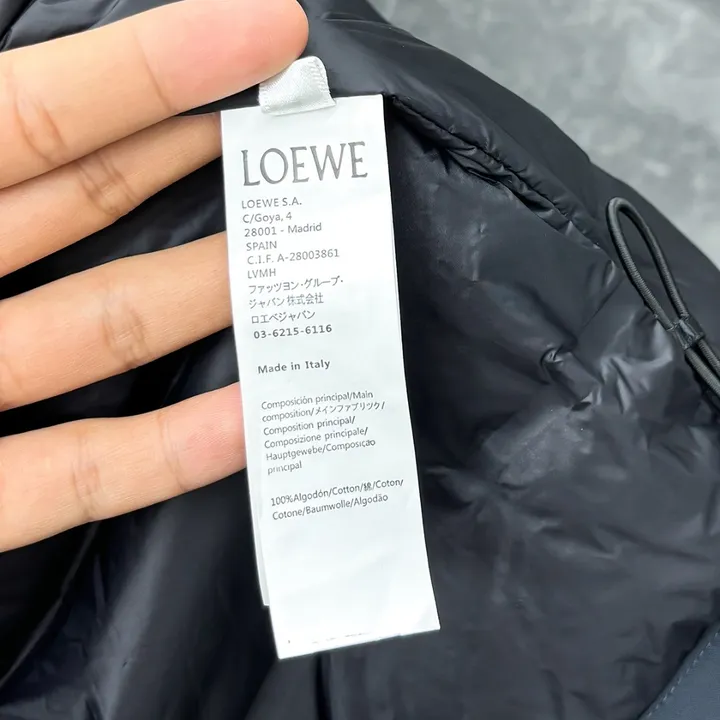 LOEWE
LOEWE S.A.
C/Goya, 4
28001 - Madrid
SPAIN
C.I.F. A-28003861
LVMH
ファッツヨン・グループ・
ジャパン株式会社
ロエベジャパン
03-6215-6116
Made in Italy
Composición principal/Main
composition/メインファブリック/
Composition principal/
Composizione principale/
Hauptgewebe/Composição
principal
100%Algodón/Cotton/綿/Coton/
Cotone/Baumwolle/Algodão